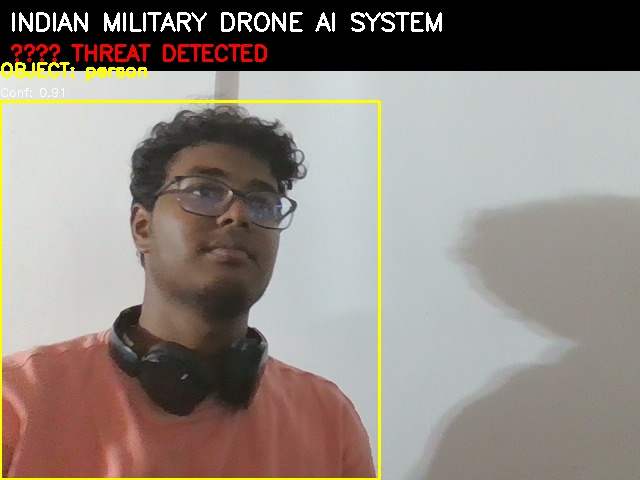 INDIAN MILITARY DRONE AI SYSTEM
???? THREAT DETECTED
OBJECT: person
Conf: 0.91